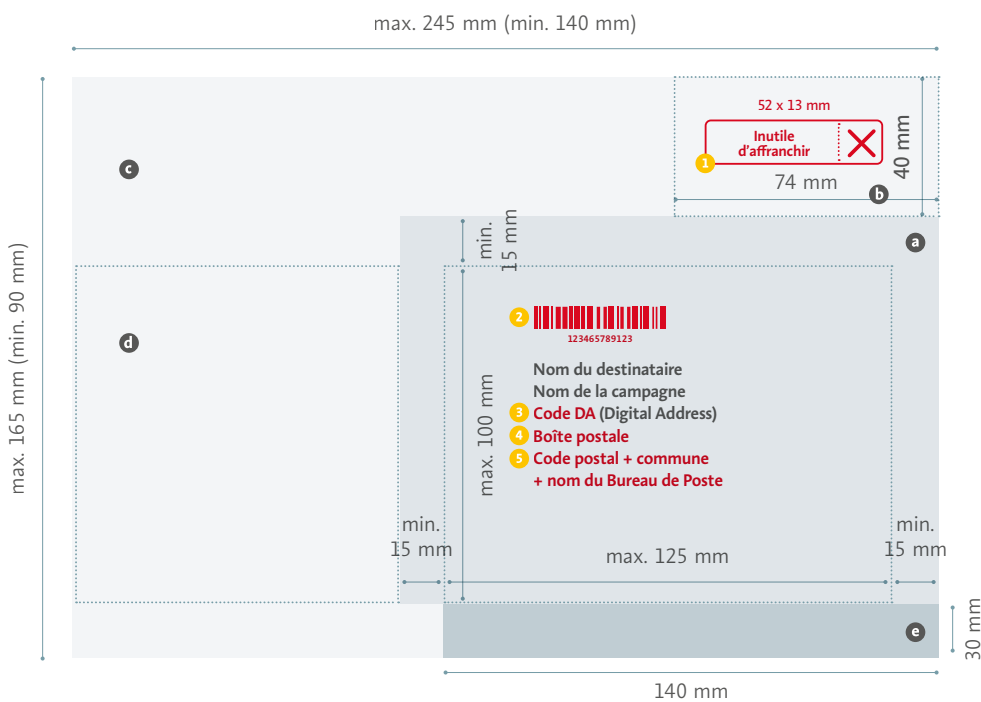 max. 245 mm (min. 140 mm)
52 x 13 mm
Inutile
d'affranchir
1
74 mm
40 mm
b
c
a
min.
15 mm
max. 165 mm (min. 90 mm)
d
2
123465789123
Nom du destinataire
Nom de la campagne
3 Code DA (Digital Address)
4 Boîte postale
5 Code postal + commune
+ nom du Bureau de Poste
max. 100 mm
min.
15 mm
max. 125 mm
min.
15 mm
e
30 mm
140 mm